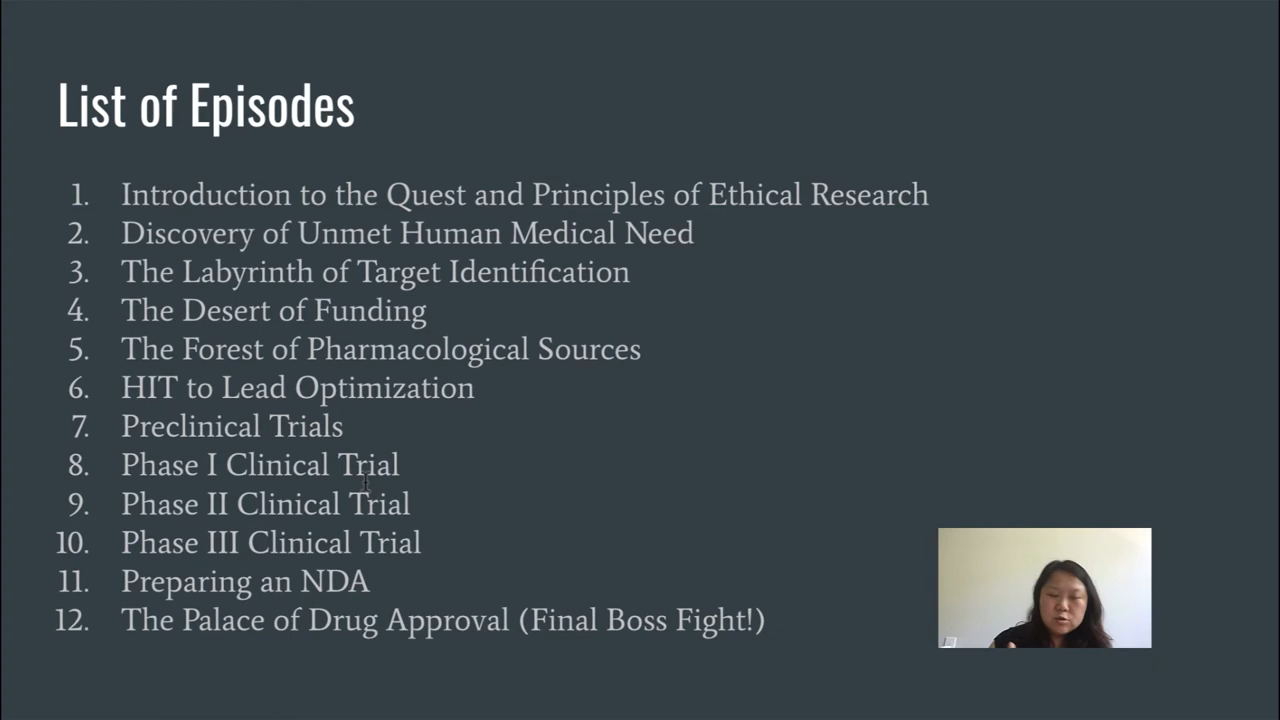 List of Episodes
1. Introduction to the Quest and Principles of Ethical Research
2. Discovery of Unmet Human Medical Need
3. The Labyrinth of Target Identification
4. The Desert of Funding
5. The Forest of Pharmacological Sources
6. HIT to Lead Optimization
7. Preclinical Trials
8. Phase I Clinical Trial
9. Phase II Clinical Trial
10. Phase III Clinical Trial
11. Preparing an NDA
12. The Palace of Drug Approval (Final Boss Fight!)